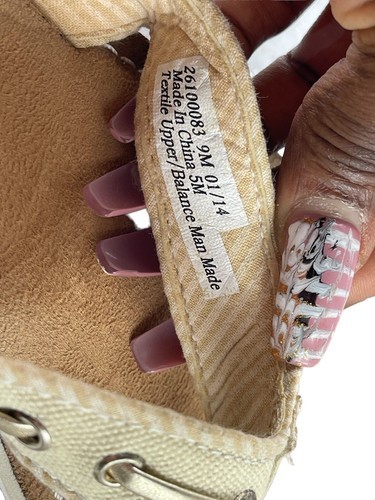 26100083 9M 01/14
Made In China 5M
Textile Upper/Balance Man Made